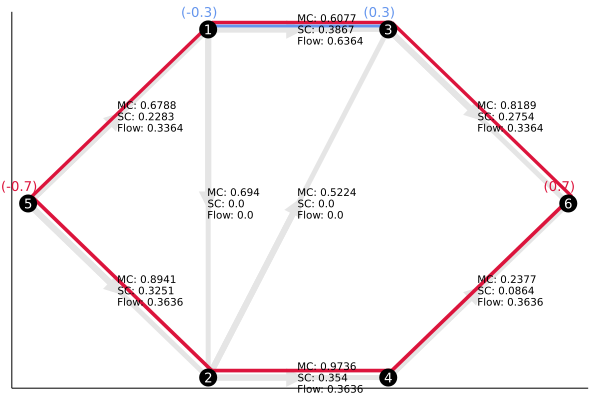 (-0.3)
(0.3)
1
3
MC: 0.6077
SC: 0.3867
Flow: 0.6364
MC: 0.6788
SC: 0.2283
Flow: 0.3364
MC: 0.8189
SC: 0.2754
Flow: 0.3364
(-0.7)
5
MC: 0.694
SC: 0.0
Flow: 0.0
MC: 0.5224
SC: 0.0
Flow: 0.0
(0.7)
6
MC: 0.8941
SC: 0.3251
Flow: 0.3636
MC: 0.2377
SC: 0.0864
Flow: 0.3636
2
MC: 0.9736
SC: 0.354
Flow: 0.3636
4